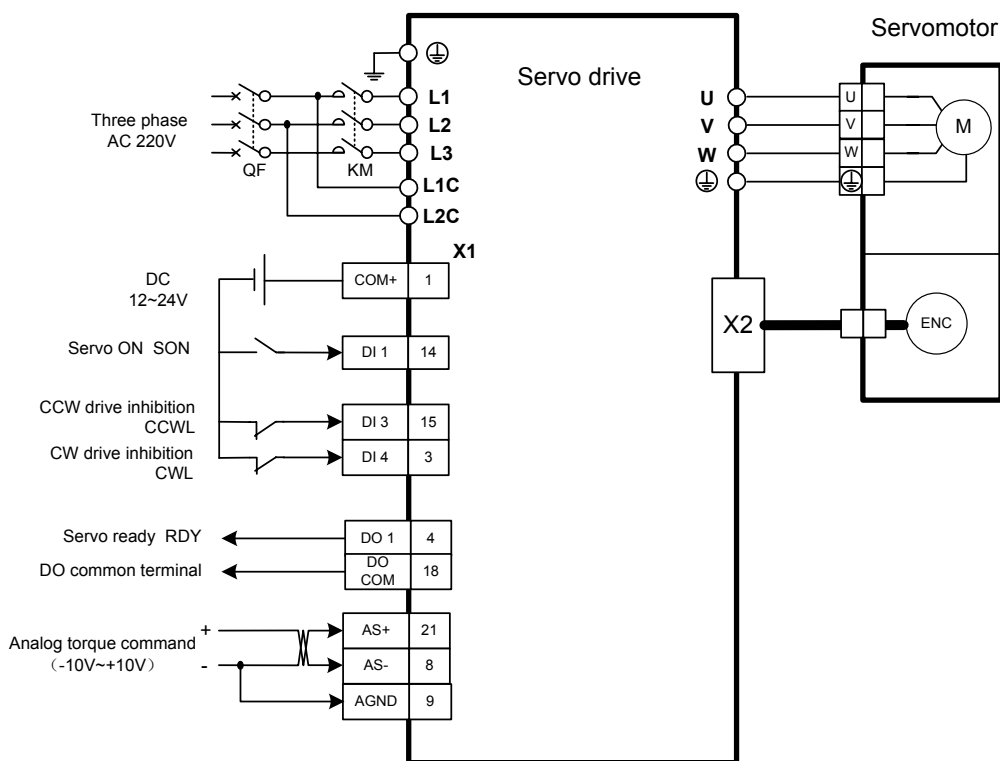 Servomotor
Servo drive
Three phase
AC 220V
QF
KM
L1
L2
L3
L1C
L2C
U
V
W
U
V
W
M
X1
DC
12~24V
COM+ 1
Servo ON SON
DI 1 14
CCW drive inhibition
CCWL
DI 3 15
CW drive inhibition
CWL
DI 4 3
X2
ENC
Servo ready RDY
DO 1 4
DO common terminal
DO
COM
18
Analog torque command
（-10V~+10V）
+
-
AS+ 21
AS- 8
AGND 9